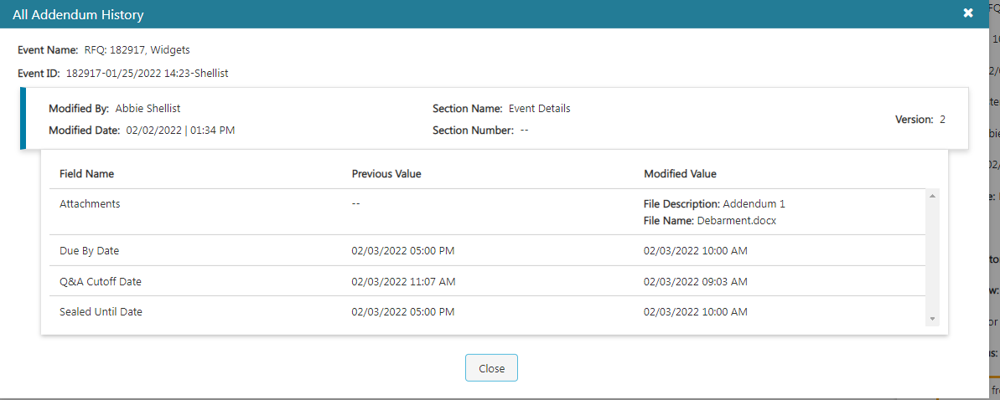 All Addendum History
Event Name: RFQ: 182917, Widgets
Event ID: 182917-01/25/2022 14:23-Shellist
Modified By: Abbie Shellist Section Name: Event Details
Version: 2
Modified Date: 02/02/2022 | 01:34 PM Section Number: --
Field Name Previous Value Modified Value
Attachments -- File Description: Addendum 1
File Name: Debarment.docx
Due By Date 02/03/2022 05:00 PM 02/03/2022 10:00 AM
Q&A Cutoff Date 02/03/2022 11:07 AM 02/03/2022 09:03 AM
Sealed Until Date 02/03/2022 05:00 PM 02/03/2022 10:00 AM
Close